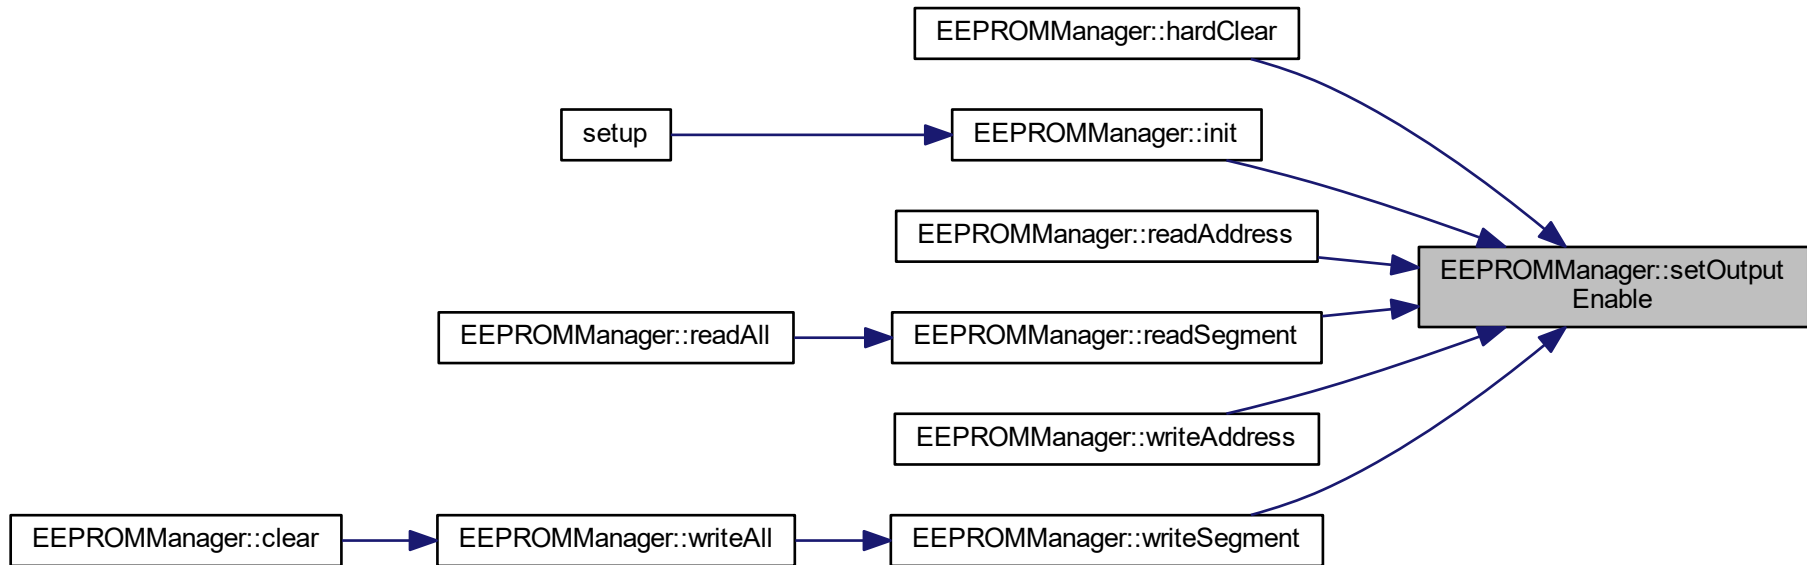 EEPROMManager::hardClear
setup
EEPROMManager::init
EEPROMManager::readAddress
EEPROMManager::setOutput
Enable
EEPROMManager::readAll
EEPROMManager::readSegment
EEPROMManager::writeAddress
EEPROMManager::clear
EEPROMManager::writeAll
EEPROMManager::writeSegment